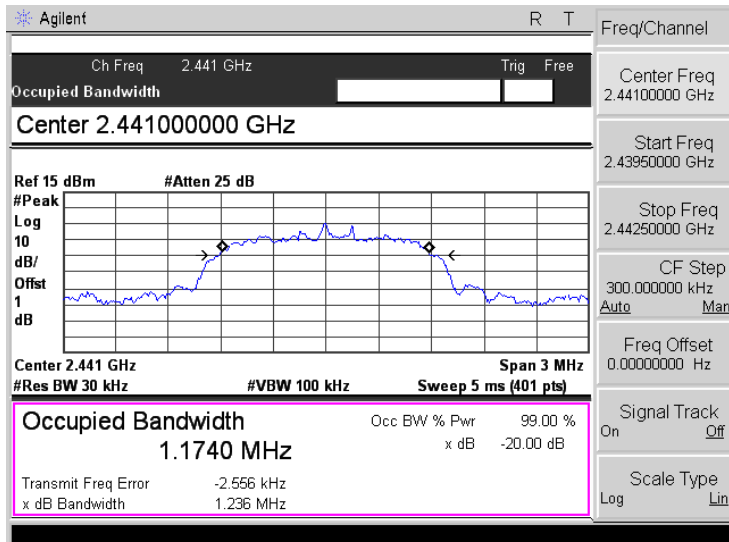 Agilent R T
Ch Freq 2.441 GHz Trig Free
Occupied Bandwidth
Center 2.441000000 GHz
Ref 15 dBm #Atten 25 dB
#Peak
Log
10
dB/
Offst
1
dB
Center 2.441 GHz Span 3 MHz
#Res BW 30 kHz #VBW 100 kHz Sweep 5 ms (401 pts)
Occupied Bandwidth Occ BW % Pwr 99.00 %
1.1740 MHz x dB -20.00 dB
Transmit Freq Error -2.556 kHz
x dB Bandwidth 1.236 MHz
Freq/Channel
Center Freq
2.44100000 GHz
Start Freq
2.43950000 GHz
Stop Freq
2.44250000 GHz
CF Step
300.000000 kHz
Auto Man
Freq Offset
0.00000000 Hz
Signal Track
On Off
Scale Type
Log Lin